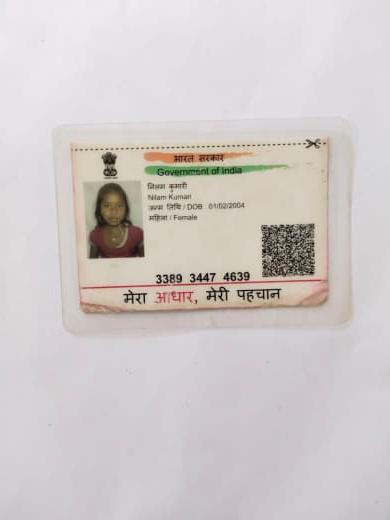 भारत सरकार
Government of India
निलम कुमारी
Nilam Kumari
जन्म तिथि / DOB : 01/02/2004
महिला / Female
3389 3447 4639
मेरा आधार, मेरी पहचान